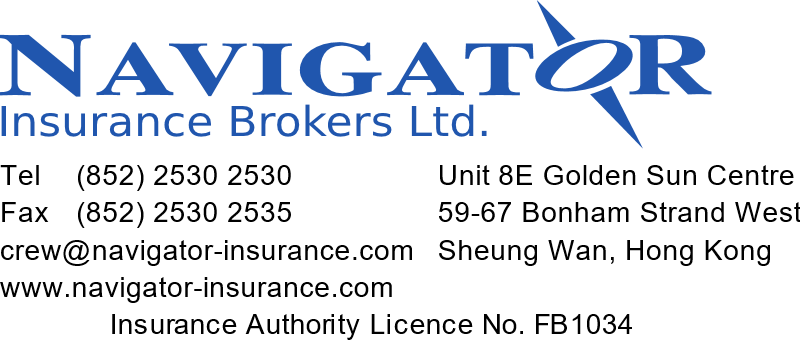 NAVIGATOR
Insurance Brokers Ltd.
Tel (852) 2530 2530
Fax (852) 2530 2535
crew@navigator-insurance.com
www.navigator-insurance.com
Unit 8E Golden Sun Centre
59-67 Bonham Strand West
Sheung Wan, Hong Kong
Insurance Authority Licence No. FB1034